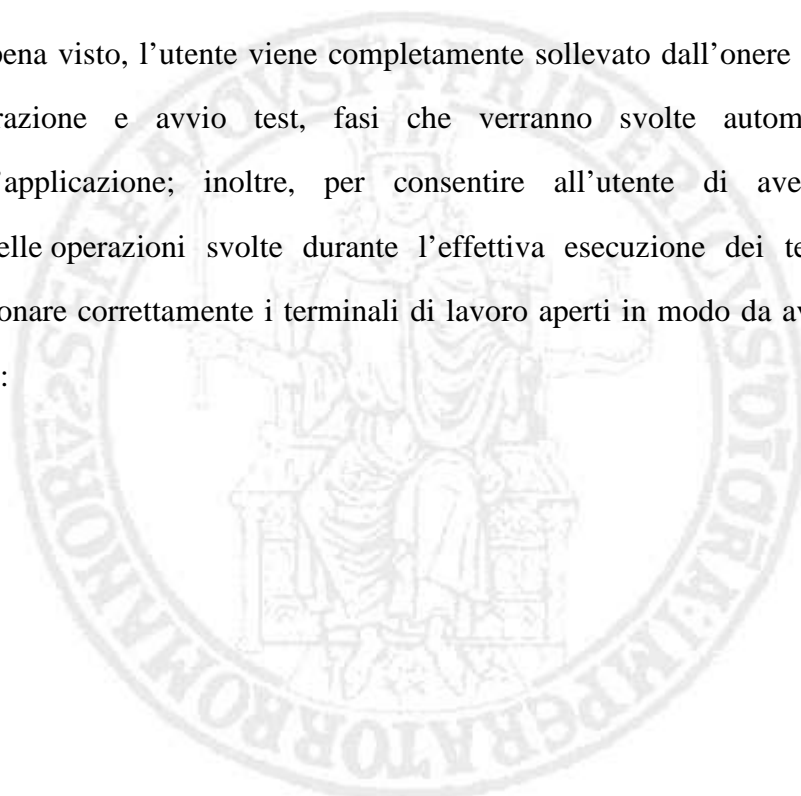 pena visto, l’utente viene completamente sollevato dall’onere
razione e avvio test, fasi che verranno svolte autom
’applicazione; inoltre, per consentire all’utente di ave
elle operazioni svolte durante l’effettiva esecuzione dei te
onare correttamente i terminali di lavoro aperti in modo da av
: